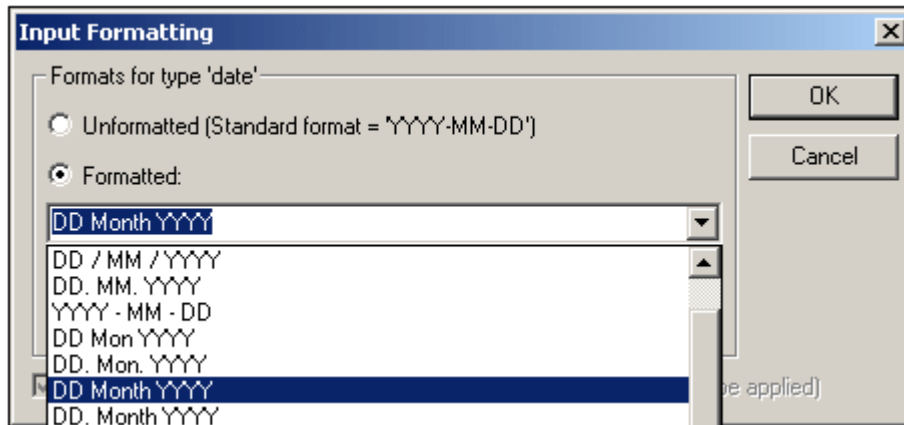 Input Formatting
Formats for type 'date'
Unformatted (Standard format = 'YYYY-MM-DD')
OK
Formatted:
Cancel
DD Month YYYY
DD / MM / YYYY
DD. MM. YYYY
YYYY - MM - DD
DD Mon YYYY
DD. Mon. YYYY
DD Month YYYY
be applied)
DD. Month YYYY